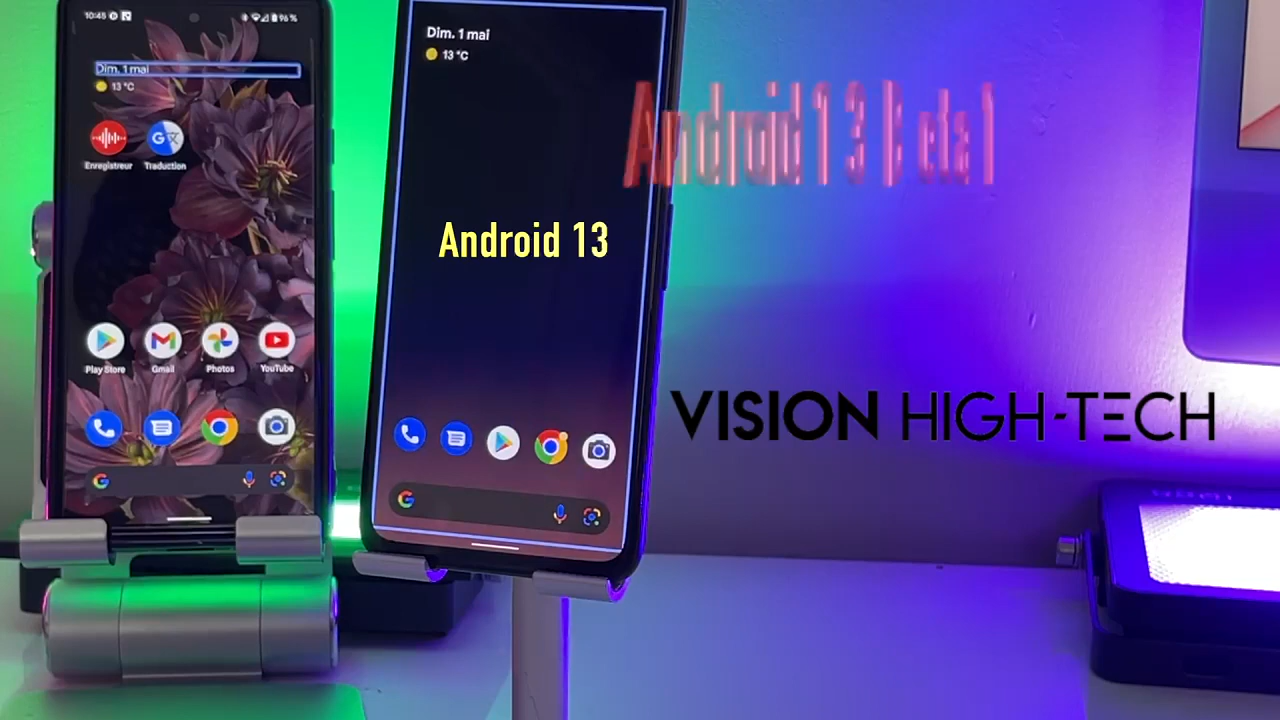 10:45
96 %
Dim. 1 mai
13 °C
Enregistreur
Traduction
Play Store
Gmail
Photos
YouTube
Dim. 1 mai
13 °C
Android 13
Android 13 Beta 1
VISION HIGH-TECH